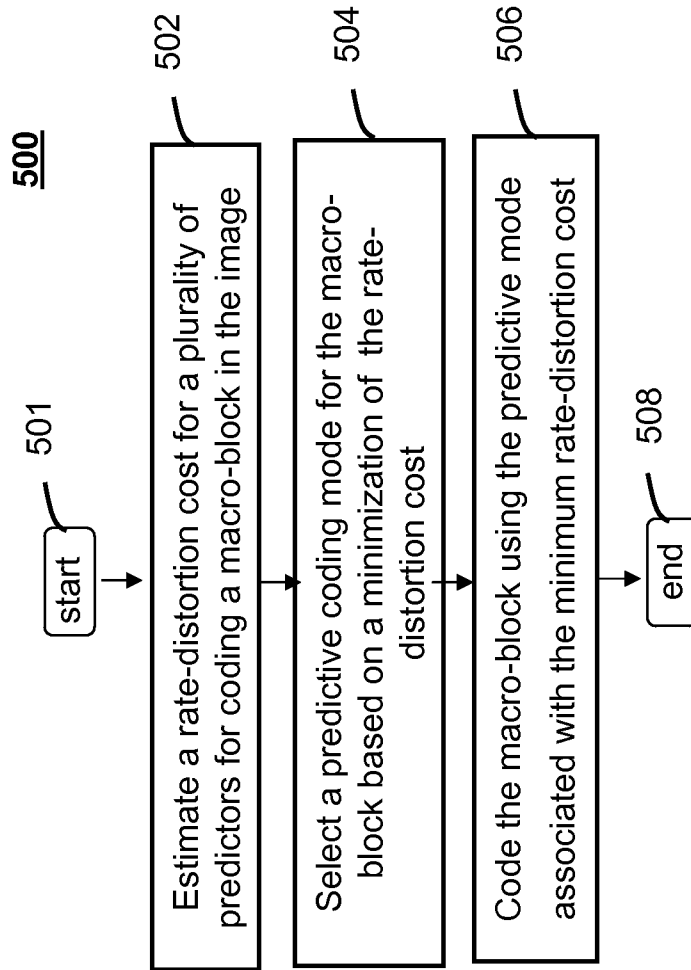 500
501
start
502
Estimate a rate-distortion cost for a plurality of
predictors for coding a macro-block in the image
504
Select a predictive coding mode for the macro-
block based on a minimization of the rate-
distortion cost
506
Code the macro-block using the predictive mode
associated with the minimum rate-distortion cost
508
end